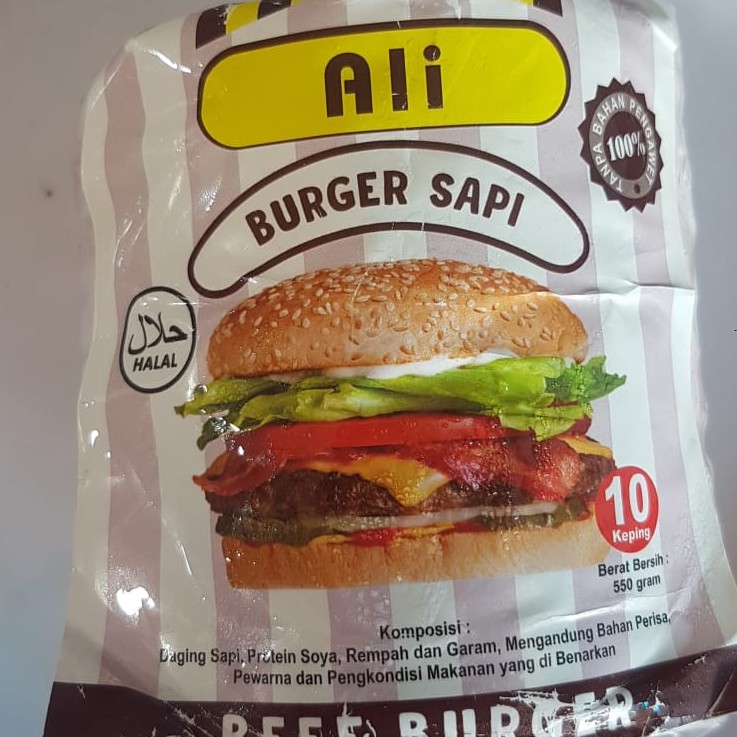 Ali
BURGER SAPI
TANPA BAHAN PENGAWET
100%
حلال
HALAL
10
Keping
Berat Bersih :
550 gram
Komposisi :
Daging Sapi, Protein Soya, Rempah dan Garam, Mengandung Bahan Perisa,
Pewarna dan Pengkondisi Makanan yang di Benarkan
BEEF BURGER